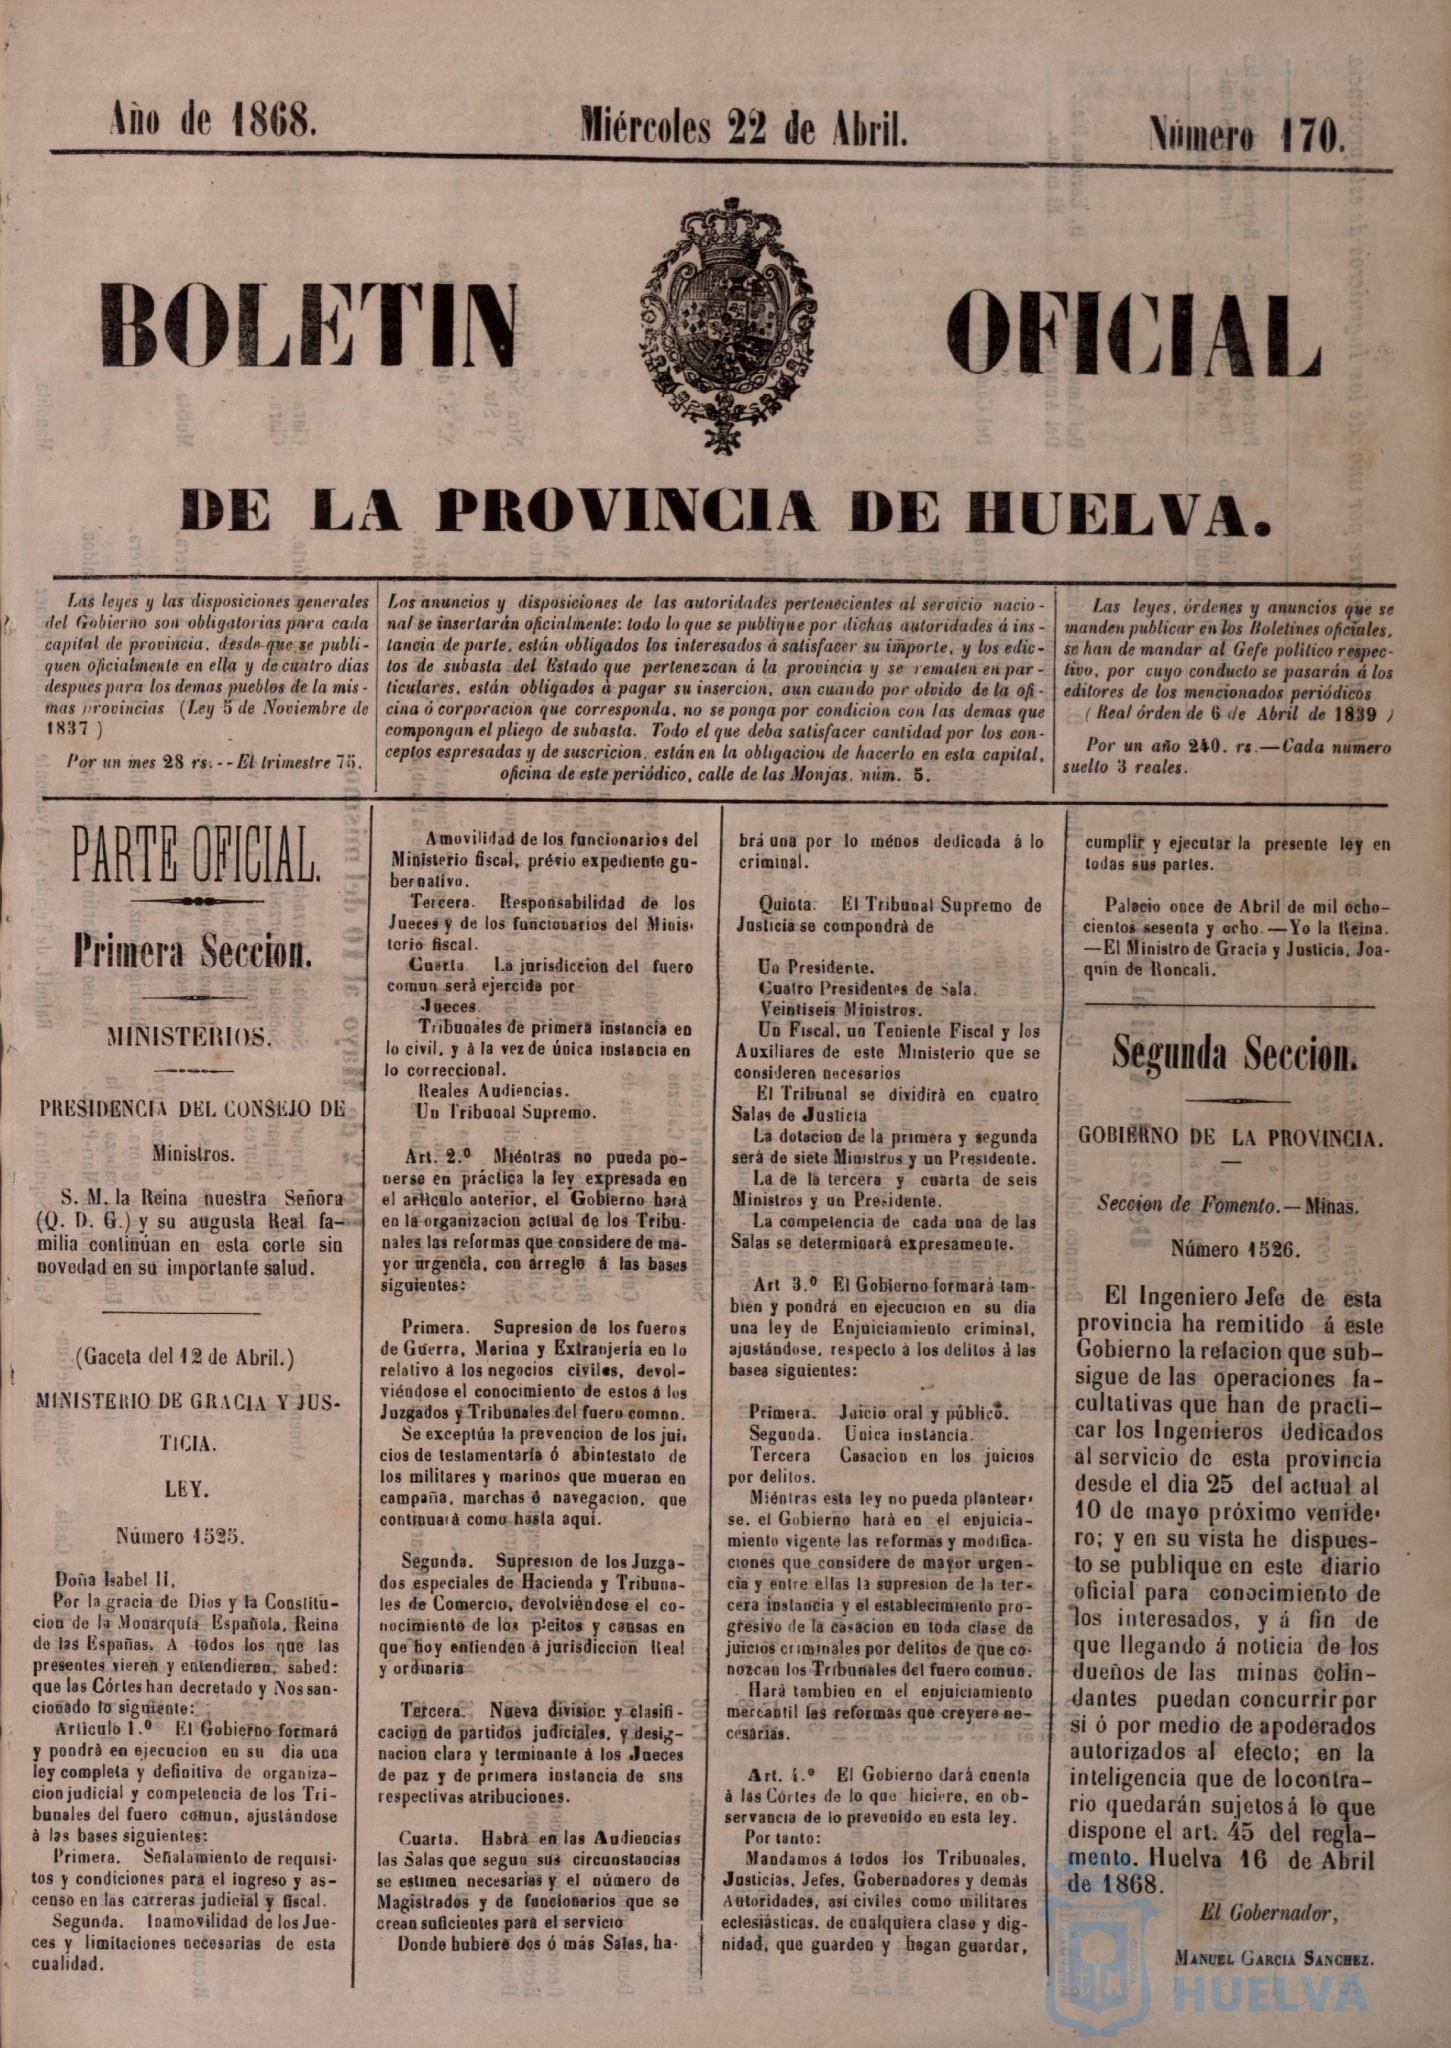 Año de 1868.
Miércoles 22 de Abril.
Número 170.
BOLETIN OFICIAL
DE LA PROVINCIA DE HUELVA.
Las leyes y las disposiciones generales
del Gobierno son obligatorias para cada
capital de provincia, desde que se publi-
quen oficialmente en ella y de cuatro dias
despues para los demas pueblos de la mis-
mas provincias (Ley 5 de Noviembre de
1837 )
Por un mes 28 rs.--El trimestre 75.
Los anuncios y disposiciones de las autoridades pertenecientes al servicio nacio-
nal se insertarán oficialmente: todo lo que se publique por dichas autoridades á ins-
tancia de parte, están obligados los interesados á satisfacer su importe, y los edic-
tos de subasta del Estado que pertenezcan á la provincia y se rematen en par-
ticulares, están obligados á pagar su insercion, aun cuando por olvido de la ofi-
cina ó corporacion que corresponda, no se ponga por condicion con las demas que
compongan el pliego de subasta. Todo el que deba satisfacer cantidad por los con-
ceptos espresadas y de suscricion, están en la obligacion de hacerlo en esta capital,
oficina de este periódico, calle de las Monjas, núm. 5.
Las leyes, órdenes y anuncios que se
manden publicar en los Boletines oficiales,
se han de mandar al Gefe politico respec-
tivo, por cuyo conducto se pasarán á los
editores de los mencionados periódicos
( Real órden de 6 de Abril de 1839 )
Por un año 240. rs.—Cada número
suelto 3 reales.
PARTE OFICIAL.
Primera Seccion.
MINISTERIOS.
PRESIDENCIA DEL CONSEJO DE
Ministros.
S. M. la Reina nuestra Señora
(Q. D. G.) y su augusta Real fa-
milia continúan en esta corte sin
novedad en su importante salud.
(Gaceta del 12 de Abril.)
MINISTERIO DE GRACIA Y JUS-
TICIA.
LEY.
Número 1525.
Doña Isabel II,
Por la gracia de Dios y la Constitu-
cion de la Monarquía Española, Reina
de las Españas. A todos los que las
presentes vieren y entendieren, sabed:
que las Córtes han decretado y Nos san-
cionado lo siguiente:
Articulo 1.º El Gobierno formará
y pondrá en ejecucion en su dia una
ley completa y definitiva de organiza-
cion judicial y competencia de los Tri-
bunales del fuero comun, ajustándose
á las bases siguientes:
Primera. Señalamiento de requisi-
tos y condiciones para el ingreso y as-
censo en las carreras judicial y fiscal.
Segunda. Inamovilidad de los Jue-
ces y limitaciones necesarias de esta
cualidad.
Amovilidad de los funcionarios del
Ministerio fiscal, prévio expediente gu-
bernativo.
Tercera. Responsabilidad de los
Jueces y de los funcionarios del Minis-
terio fiscal.
Cuarta. La jurisdiccion del fuero
comun será ejercida por
Jueces.
Tribunales de primera instancia en
lo civil, y á la vez de única instancia en
lo correccional.
Reales Audiencias.
Un Tribunal Supremo.
Art. 2.º Miéntras no pueda po-
nerse en práctica la ley expresada en
el articulo anterior, el Gobierno hará
en la organizacion actual de los Tribu-
nales las reformas que considere de ma-
yor urgencia, con arreglo á las bases
siguientes:
Primera. Supresion de los fueros
de Guerra, Marina y Extranjería en lo
relativo á los negocios civiles, devol-
viéndose el conocimiento de estos á los
Juzgados y Tribunales del fuero comun.
Se exceptúa la prevencion de los jui-
cios de testamentaría ó abintestato de
los militares y marinos que mueran en
campaña, marchas ó navegacion, que
continuará como hasta aquí.
Segunda. Supresion de los Juzga-
dos especiales de Hacienda y Tribuna-
les de Comercio, devolviéndose el co-
nocimiento de los pleitos y causas en
que hoy entienden á jurisdiccion Real
y ordinaria
Tercera. Nueva division y clasifi-
cacion de partidos judiciales, y desig-
nacion clara y terminante á los Jueces
de paz y de primera instancia de sus
respectivas atribuciones.
Cuarta. Habrá en las Audiencias
las Salas que segun sus circunstancias
se estimen necesarias y el número de
Magistrados y de funcionarios que se
crean suficientes para el servicio
Donde hubiere dos ó más Salas, ha-
brá una por lo ménos dedicada á lo
criminal.
Quinta. El Tribunal Supremo de
Justicia se compondrá de
Un Presidente.
Cuatro Presidentes de Sala.
Veintiseis Ministros.
Un Fiscal, un Teniente Fiscal y los
Auxiliares de este Ministerio que se
consideren necesarios
El Tribunal se dividirá en cuatro
Salas de Justicia
La dotacion de la primera y segunda
será de siete Ministros y un Presidente.
La de la tercera y cuarta de seis
Ministros y un Presidente.
La competencia de cada una de las
Salas se determinará expresamente.
Art 3.º El Gobierno formará tam-
bien y pondrá en ejecucion en su dia
una ley de Enjuiciamiento criminal,
ajustándose, respecto á los delitos á las
bases siguientes:
Primera. Juicio oral y público.
Segunda. Unica instancia.
Tercera Casacion en los juicios
por delitos.
Miéntras esta ley no pueda plantear-
se, el Gobierno hará en el enjuicia-
miento vigente las reformas y modifica-
ciones que considere de mayor urgen-
cia y entre ellas la supresion de la ter-
cera instancia y el establecimiento pro-
gresivo de la casacion en toda clase de
juicios criminales por delitos de que co-
nozcan los Tribunales del fuero comun.
Hará tambien en el enjuiciamiento
mercantil las reformas que creyere ne-
cesarias.
Art. 4.º El Gobierno dará cuenta
á las Córtes de lo que hiciere, en ob-
servancia de lo prevenido en esta ley.
Por tanto:
Mandamos á todos los Tribunales,
Justicias, Jefes, Gobernadores y demás
Autoridades, así civiles como militares
eclesiásticas, de cualquiera clase y dig-
nidad, que guarden y hagan guardar,
cumplir y ejecutar la presente ley en
todas sus partes.
Palacio once de Abril de mil ocho-
cientos sesenta y ocho.—Yo la Reina.
—El Ministro de Gracia y Justicia, Joa-
quin de Roncali.
Segunda Seccion.
GOBIERNO DE LA PROVINCIA.
Seccion de Fomento.—Minas.
Número 1526.
El Ingeniero Jefe de esta
provincia ha remitido á este
Gobierno la relacion que sub-
sigue de las operaciones fa-
cultativas que han de practi-
car los Ingenieros dedicados
al servicio de esta provincia
desde el dia 25 del actual al
10 de mayo próximo venide-
ro; y en su vista he dispues-
to se publique en este diario
oficial para conocimiento de
los interesados, y á fin de
que llegando á noticia de los
dueños de las minas colin-
dantes puedan concurrir por
sí ó por medio de apoderados
autorizados al efecto; en la
inteligencia que de lo contra-
rio quedarán sujetos á lo que
dispone el art. 45 del regla-
mento. Huelva 16 de Abril
de 1868.
El Gobernador,
MANUEL GARCIA SANCHEZ.
HUELVA